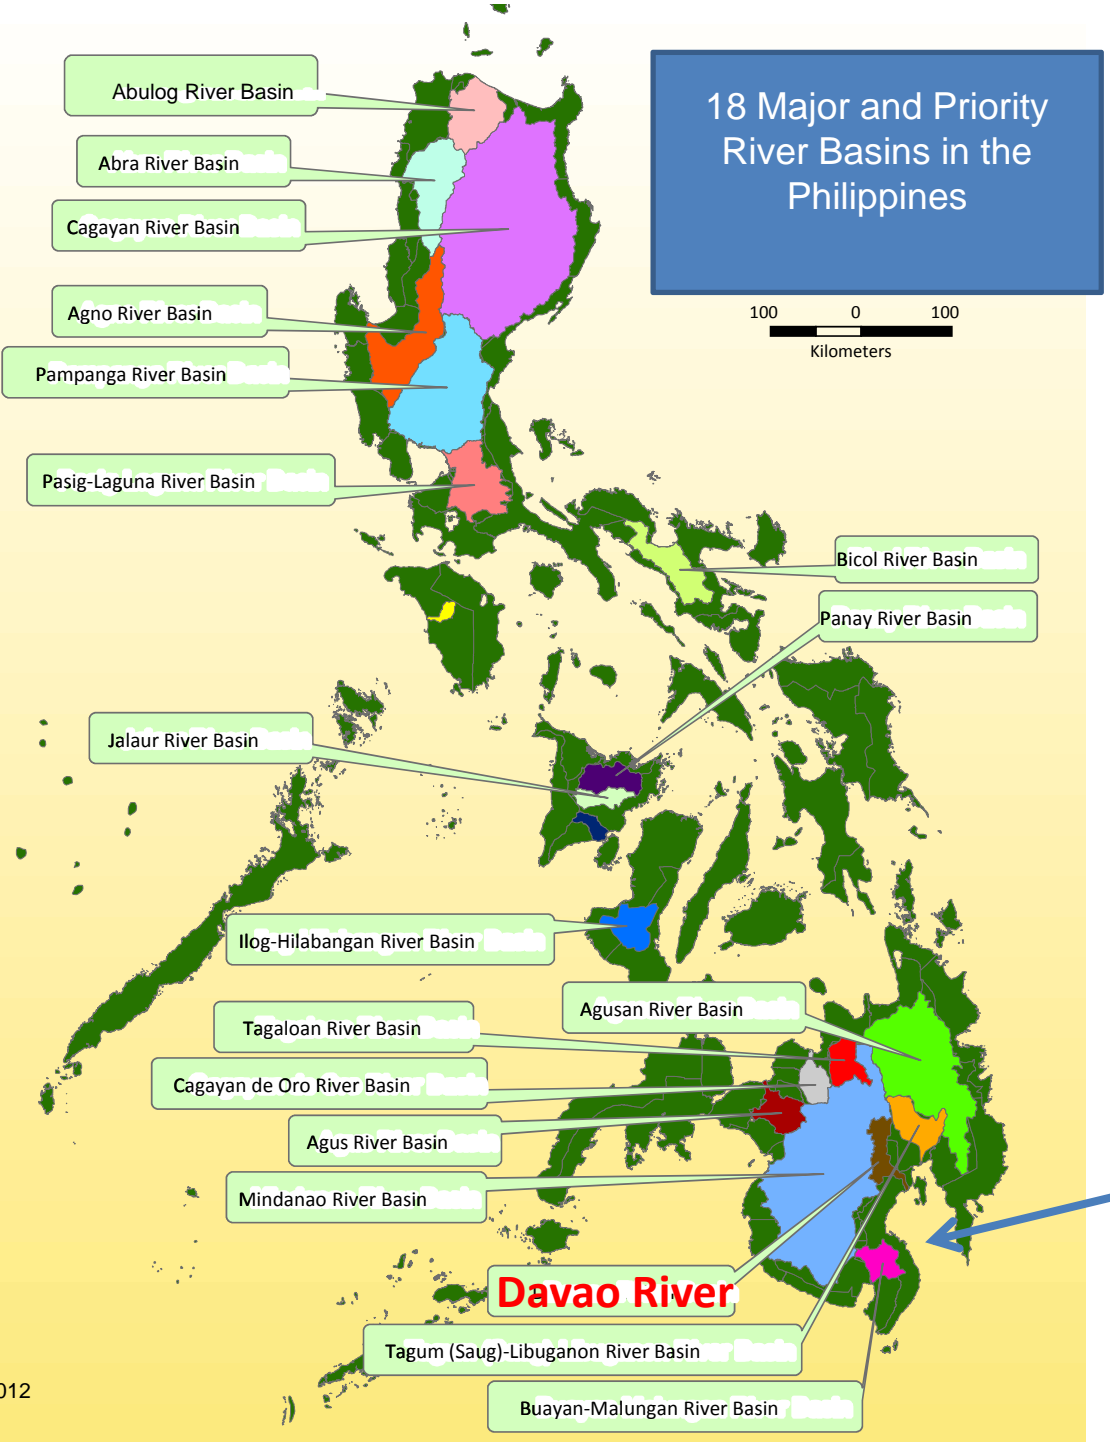 18 Major and Priority
River Basins in the
Philippines
100 0 100
Kilometers
Abulog River Basin
Abra River Basin
Cagayan River Basin
Agno River Basin
Pampanga River Basin
Pasig-Laguna River Basin
Bicol River Basin
Panay River Basin
Jalaur River Basin
Ilog-Hilabangan River Basin
Agusan River Basin
Tagaloan River Basin
Cagayan de Oro River Basin
Agus River Basin
Mindanao River Basin
Davao River
Tagum (Saug)-Libuganon River Basin
Buayan-Malungan River Basin
012